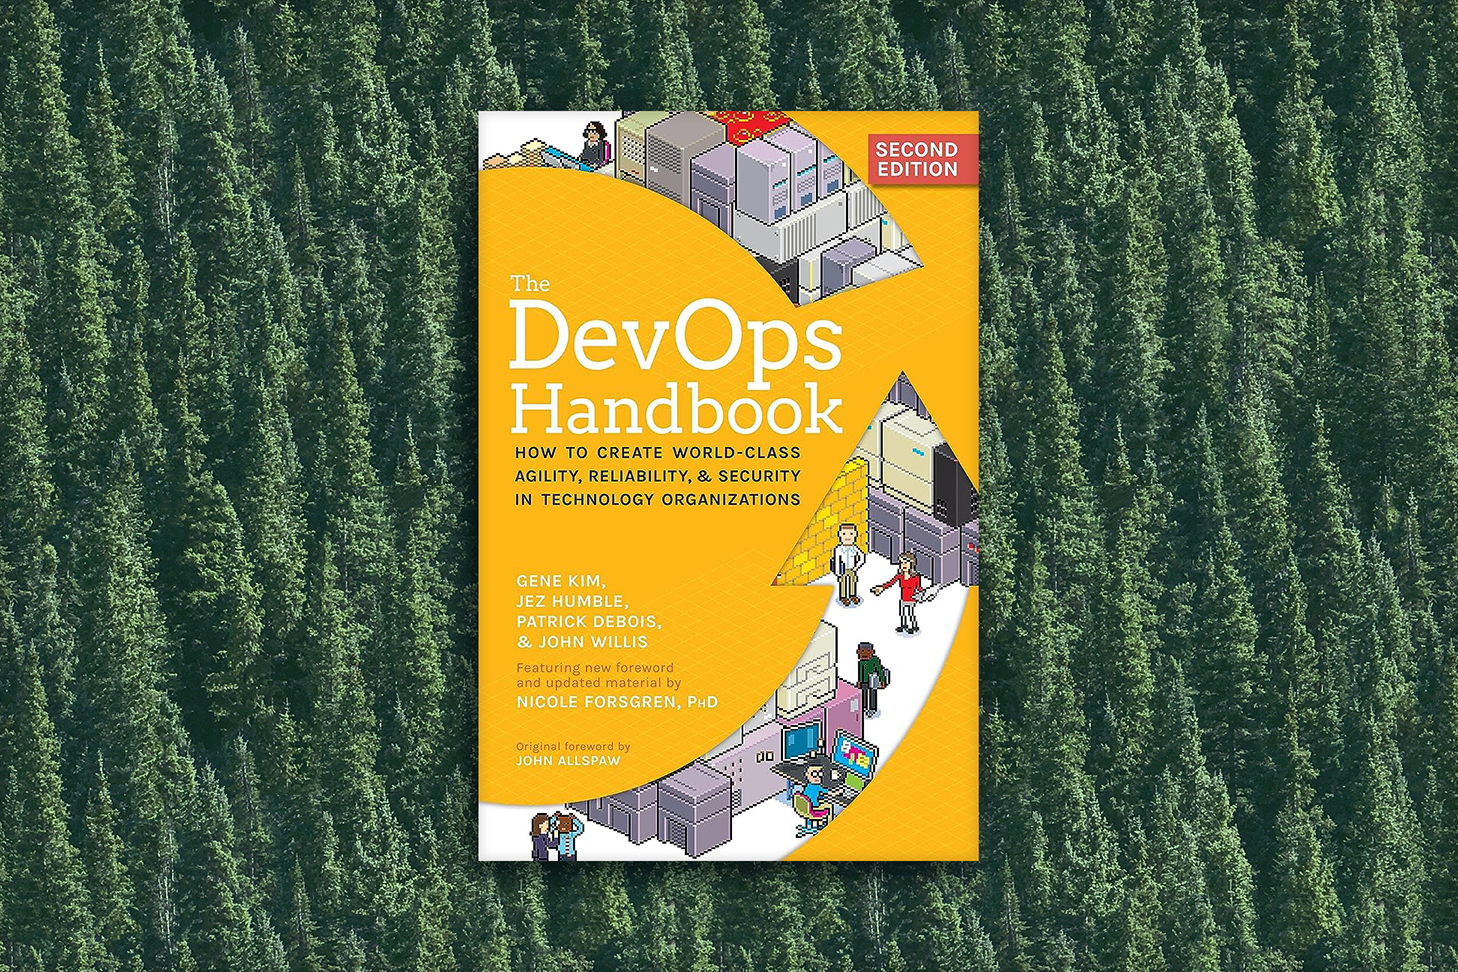 SECOND
EDITION
The
DevOps
Handbook
HOW TO CREATE WORLD-CLASS
AGILITY, RELIABILITY, & SECURITY
IN TECHNOLOGY ORGANIZATIONS
GENE KIM,
JEZ HUMBLE,
PATRICK DEBOIS,
& JOHN WILLIS
Featuring new foreword
and updated material by
NICOLE FORSGREN, PhD
Original foreword by
JOHN ALLSPAW